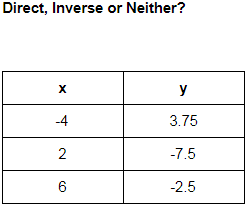 Direct, Inverse or Neither?
x y
-4 3.75
2 -7.5
6 -2.5